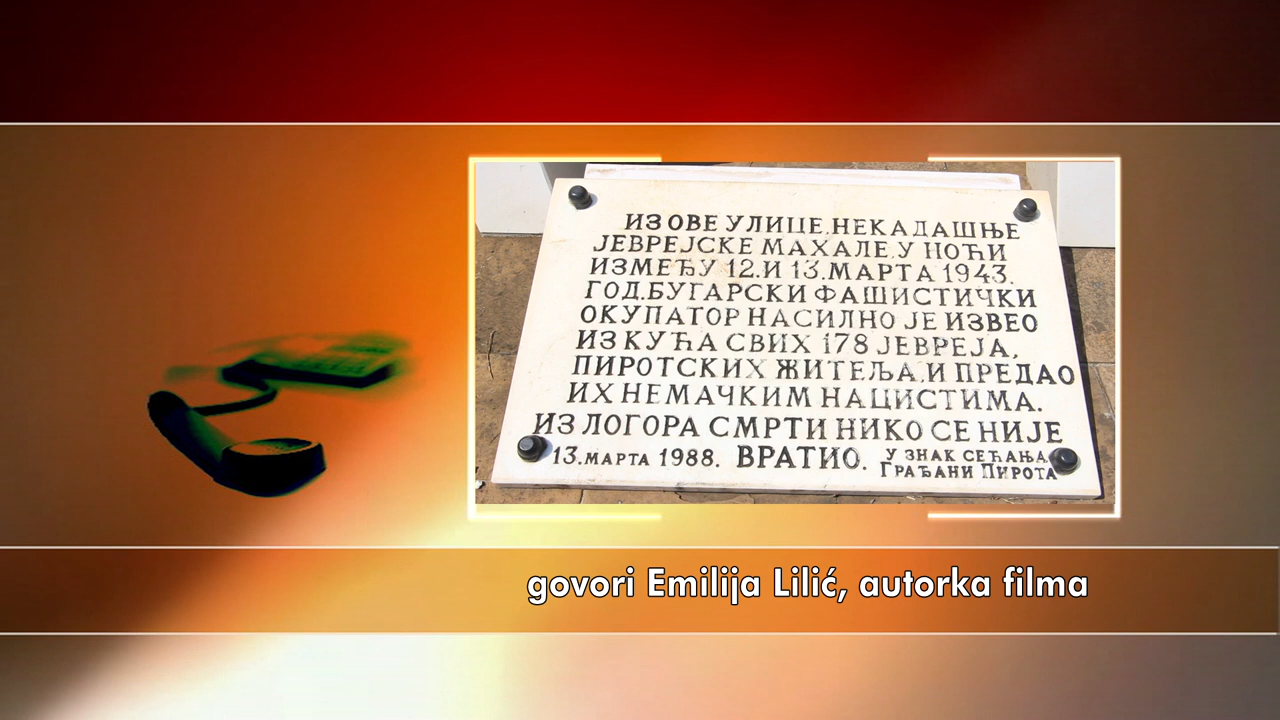 ИЗ ОВЕ УЛИЦЕ,НЕКАДАШЊЕ
ЈЕВРЕЈСКЕ МАХАЛЕ,У НОЋИ
ИЗМЕЂУ 12.И 13.МАРТА 1943.
ГОД.БУГАРСКИ ФАШИСТИЧКИ
ОКУПАТОР НАСИЛНО ЈЕ ИЗВЕО
ИЗ КУЋА СВИХ 178 ЈЕВРЕЈА,
ПИРОТСКИХ ЖИТЕЉА,И ПРЕДАО
ИХ НЕМАЧКИМ НАЦИСТИМА.
ИЗ ЛОГОРА СМРТИ НИКО СЕ НИЈЕ
13.МАРТА 1988. ВРАТИО. У ЗНАК СЕЋАЊА
ГРАЂАНИ ПИРОТА
govori Emilija Lilić, autorka filma